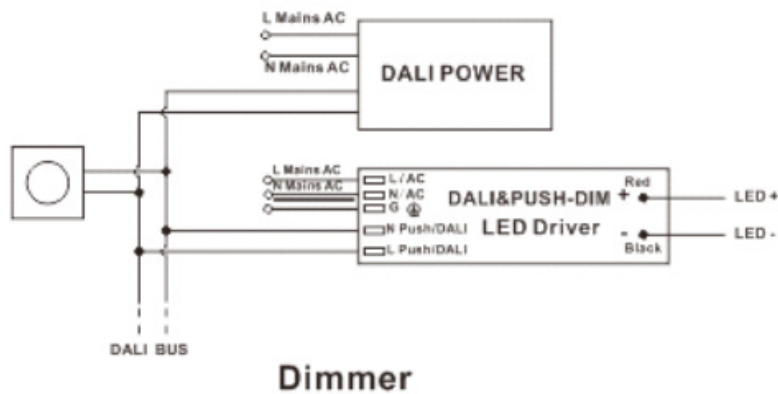 L Mains AC
N Mains AC
DALI POWER
L Mains AC
N Mains AC
L/AC
N/AC
G
N Push/DALI
L Push/DALI
DALI&PUSH-DIM
LED Driver
Red
+
-
Black
LED +
LED -
DALI BUS
Dimmer